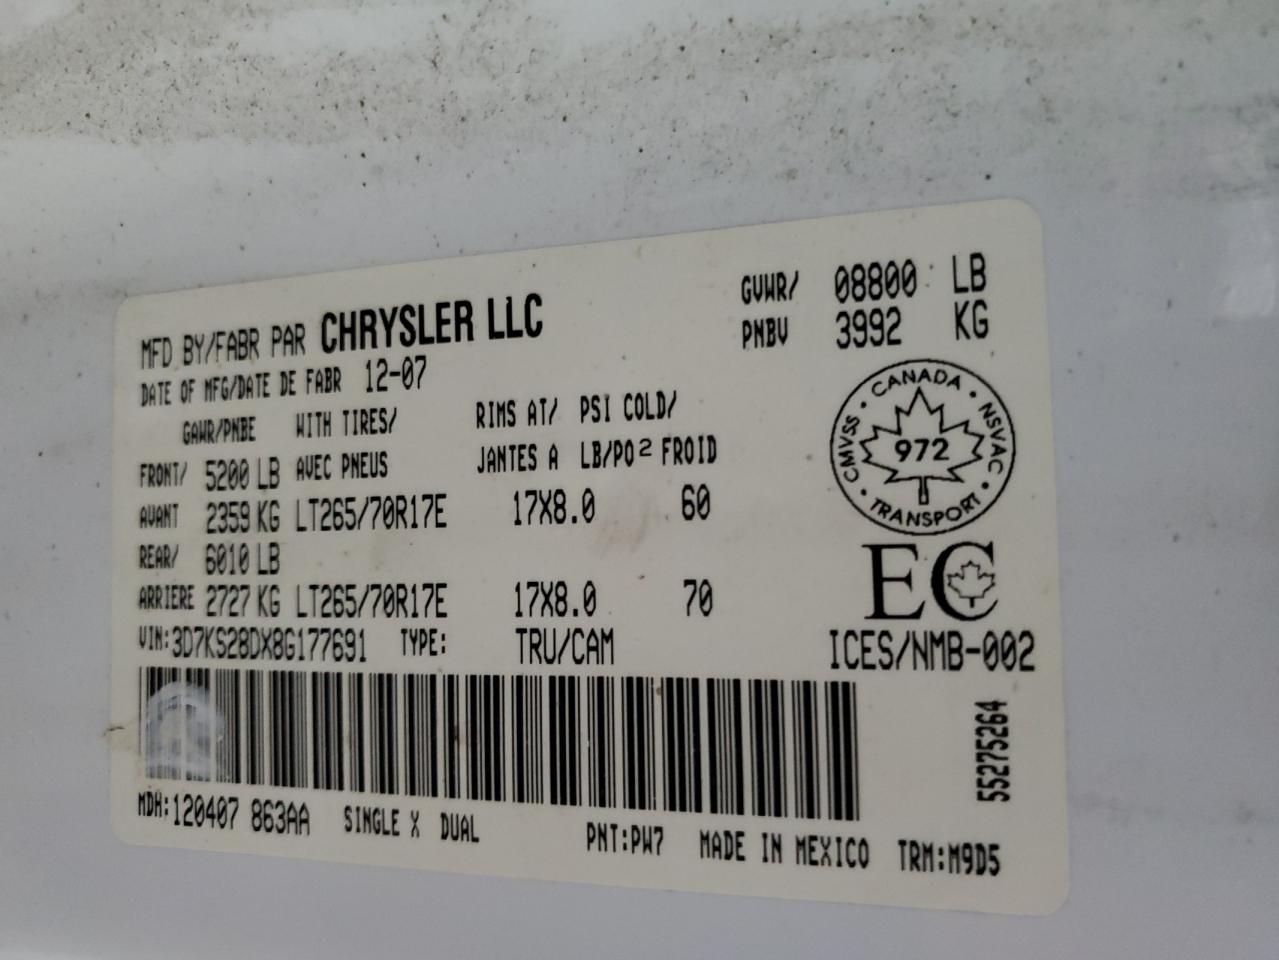 MFD BY/FABR PAR CHRYSLER LLC
GVWR/ 08800 LB
PNBV 3992 KG
DATE OF MFG/DATE DE FABR 12-07
GAWR/PNBE WITH TIRES/ RIMS AT/ PSI COLD/
FRONT/ 5200 LB AVEC PNEUS JANTES A LB/PO² FROID
AVANT 2359 KG LT265/70R17E 17X8.0 60
REAR/ 6010 LB
ARRIERE 2727 KG LT265/70R17E 17X8.0 70
VIN:3D7KS28DX8G177691 TYPE: TRU/CAM
CANADA · NSVAC · TRANSPORT · CMVSS ·
972
EC
ICES/NMB-002
55275264
MDH:120407 863AA SINGLE X DUAL PNT:PW7 MADE IN MEXICO TRM:M9D5